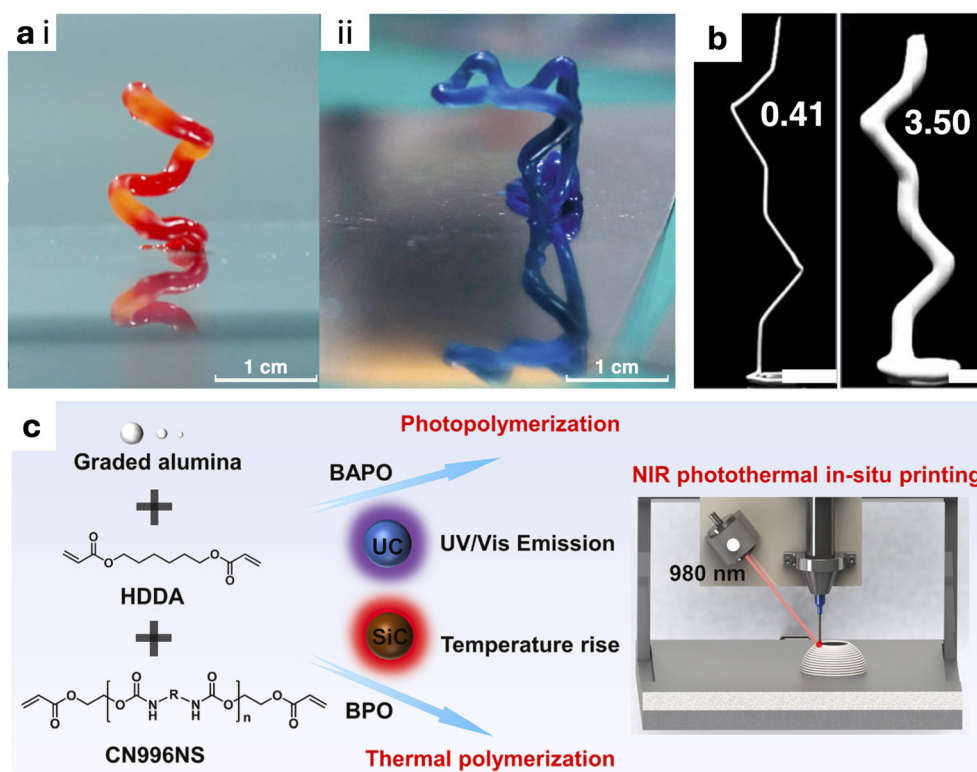 a i
ii
b
1 cm
1 cm
0.41
3.50
c
Graded alumina
HDDA
CN996NS
O
O
O
O
O
O
O
O
N
H
R
N
H
O
O
n
O
O
BAPO
Photopolymerization
UC
UV/Vis Emission
SiC
Temperature rise
BPO
Thermal polymerization
NIR photothermal in-situ printing
980 nm